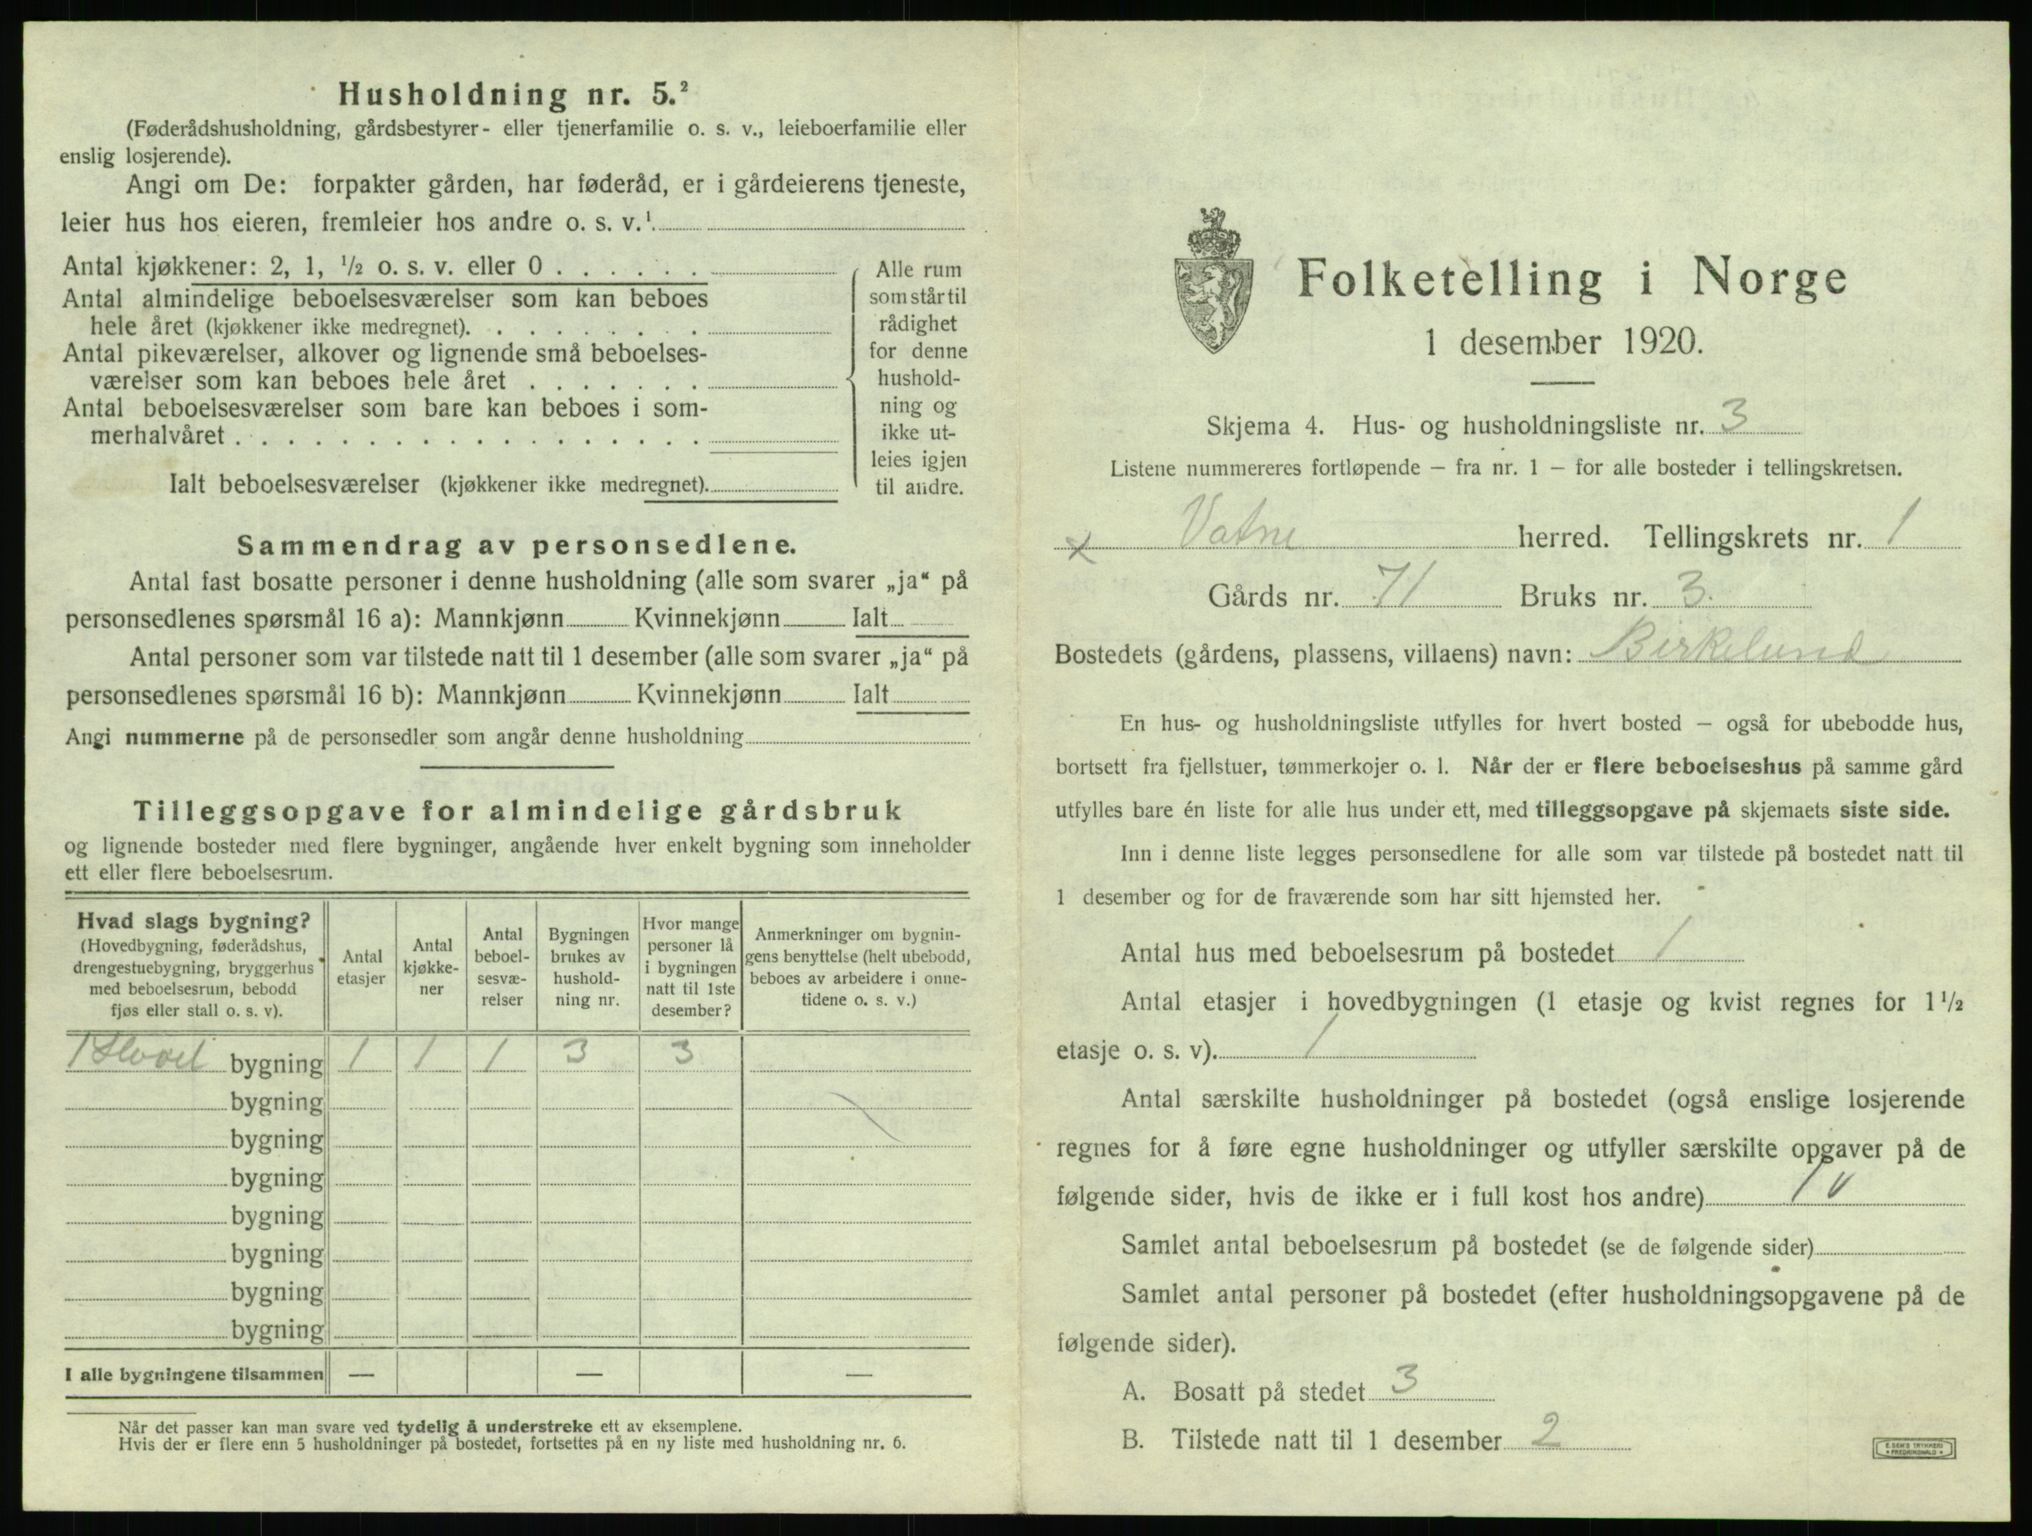 Husholdning nr. 5.²
(Føderådshusholdning, gårdsbestyrer- eller tjenerfamilie o. s. v., leieboerfamilie eller
enslig losjerende).
Angi om De: forpakter gården, har føderåd, er i gårdeierens tjeneste,
leier hus hos eieren, fremleier hos andre o. s. v.¹
Antal kjøkkener: 2, 1, ½ o. s. v. eller 0 . . . . . .
Antal almindelige beboelsesværelser som kan beboes
hele året (kjøkkener ikke medregnet). . . . . . . . .
Antal pikeværelser, alkover og lignende små beboelses-
værelser som kan beboes hele året . . . . . . .
Antal beboelsesværelser som bare kan beboes i som-
merhalvåret . . . . . . . . . . . . . . . . . .
Ialt beboelsesværelser (kjøkkener ikke medregnet).
Alle rum
som står til
rådighet
for denne
hushold-
ning og
ikke ut-
leies igjen
til andre.
Sammendrag av personsedlene.
Antal fast bosatte personer i denne husholdning (alle som svarer „ja“ på
personsedlenes spørsmål 16 a): Mannkjønn Kvinnekjønn Ialt
Antal personer som var tilstede natt til 1 desember (alle som svarer „ja“ på
personsedlenes spørsmål 16 b): Mannkjønn Kvinnekjønn Ialt
Angi nummerne på de personsedler som angår denne husholdning
Tilleggsopgave for almindelige gårdsbruk
og lignende bosteder med flere bygninger, angående hver enkelt bygning som inneholder
ett eller flere beboelsesrum.
Hvad slags bygning?
(Hovedbygning, føderådshus,
drengestuebygning, bryggerhus
med beboelsesrum, bebodd
fjøs eller stall o. s. v).
Antal
etasjer
Antal
kjøkke-
ner
Antal
beboel-
sesvæ-
relser
Bygningen
brukes av
hushold-
ning nr.
Hvor mange
personer lå
i bygningen
natt til 1ste
desember?
Anmerkninger om bygnin-
gens benyttelse (helt ubebodd,
beboes av arbeidere i onne-
tidene o. s. v.)
1 bygning 1 1 1 3 3
bygning
bygning
bygning
bygning
bygning
bygning
bygning
I alle bygningene tilsammen — — —
Når det passer kan man svare ved tydelig å understreke ett av eksemplene.
Hvis der er flere enn 5 husholdninger på bostedet, fortsettes på en ny liste med husholdning nr. 6.
Folketelling i Norge
1 desember 1920.
Skjema 4. Hus- og husholdningsliste nr. 3
Listene nummereres fortløpende – fra nr. 1 – for alle bosteder i tellingskretsen.
x Vatne herred. Tellingskrets nr. 1
Gårds nr. 71 Bruks nr. 3.
Bostedets (gårdens, plassens, villaens) navn: Birkelund
En hus- og husholdningsliste utfylles for hvert bosted – også for ubebodde hus,
bortsett fra fjellstuer, tømmerkojer o. l. Når der er flere beboelseshus på samme gård
utfylles bare én liste for alle hus under ett, med tilleggsopgave på skjemaets siste side.
Inn i denne liste legges personsedlene for alle som var tilstede på bostedet natt til
1 desember og for de fraværende som har sitt hjemsted her.
Antal hus med beboelsesrum på bostedet 1
Antal etasjer i hovedbygningen (1 etasje og kvist regnes for 1½
etasje o. s. v). 1
Antal særskilte husholdninger på bostedet (også enslige losjerende
regnes for å føre egne husholdninger og utfyller særskilte opgaver på de
følgende sider, hvis de ikke er i full kost hos andre) 1
Samlet antal beboelsesrum på bostedet (se de følgende sider)
Samlet antal personer på bostedet (efter husholdningsopgavene på de
følgende sider).
A. Bosatt på stedet 3
B. Tilstede natt til 1 desember 2